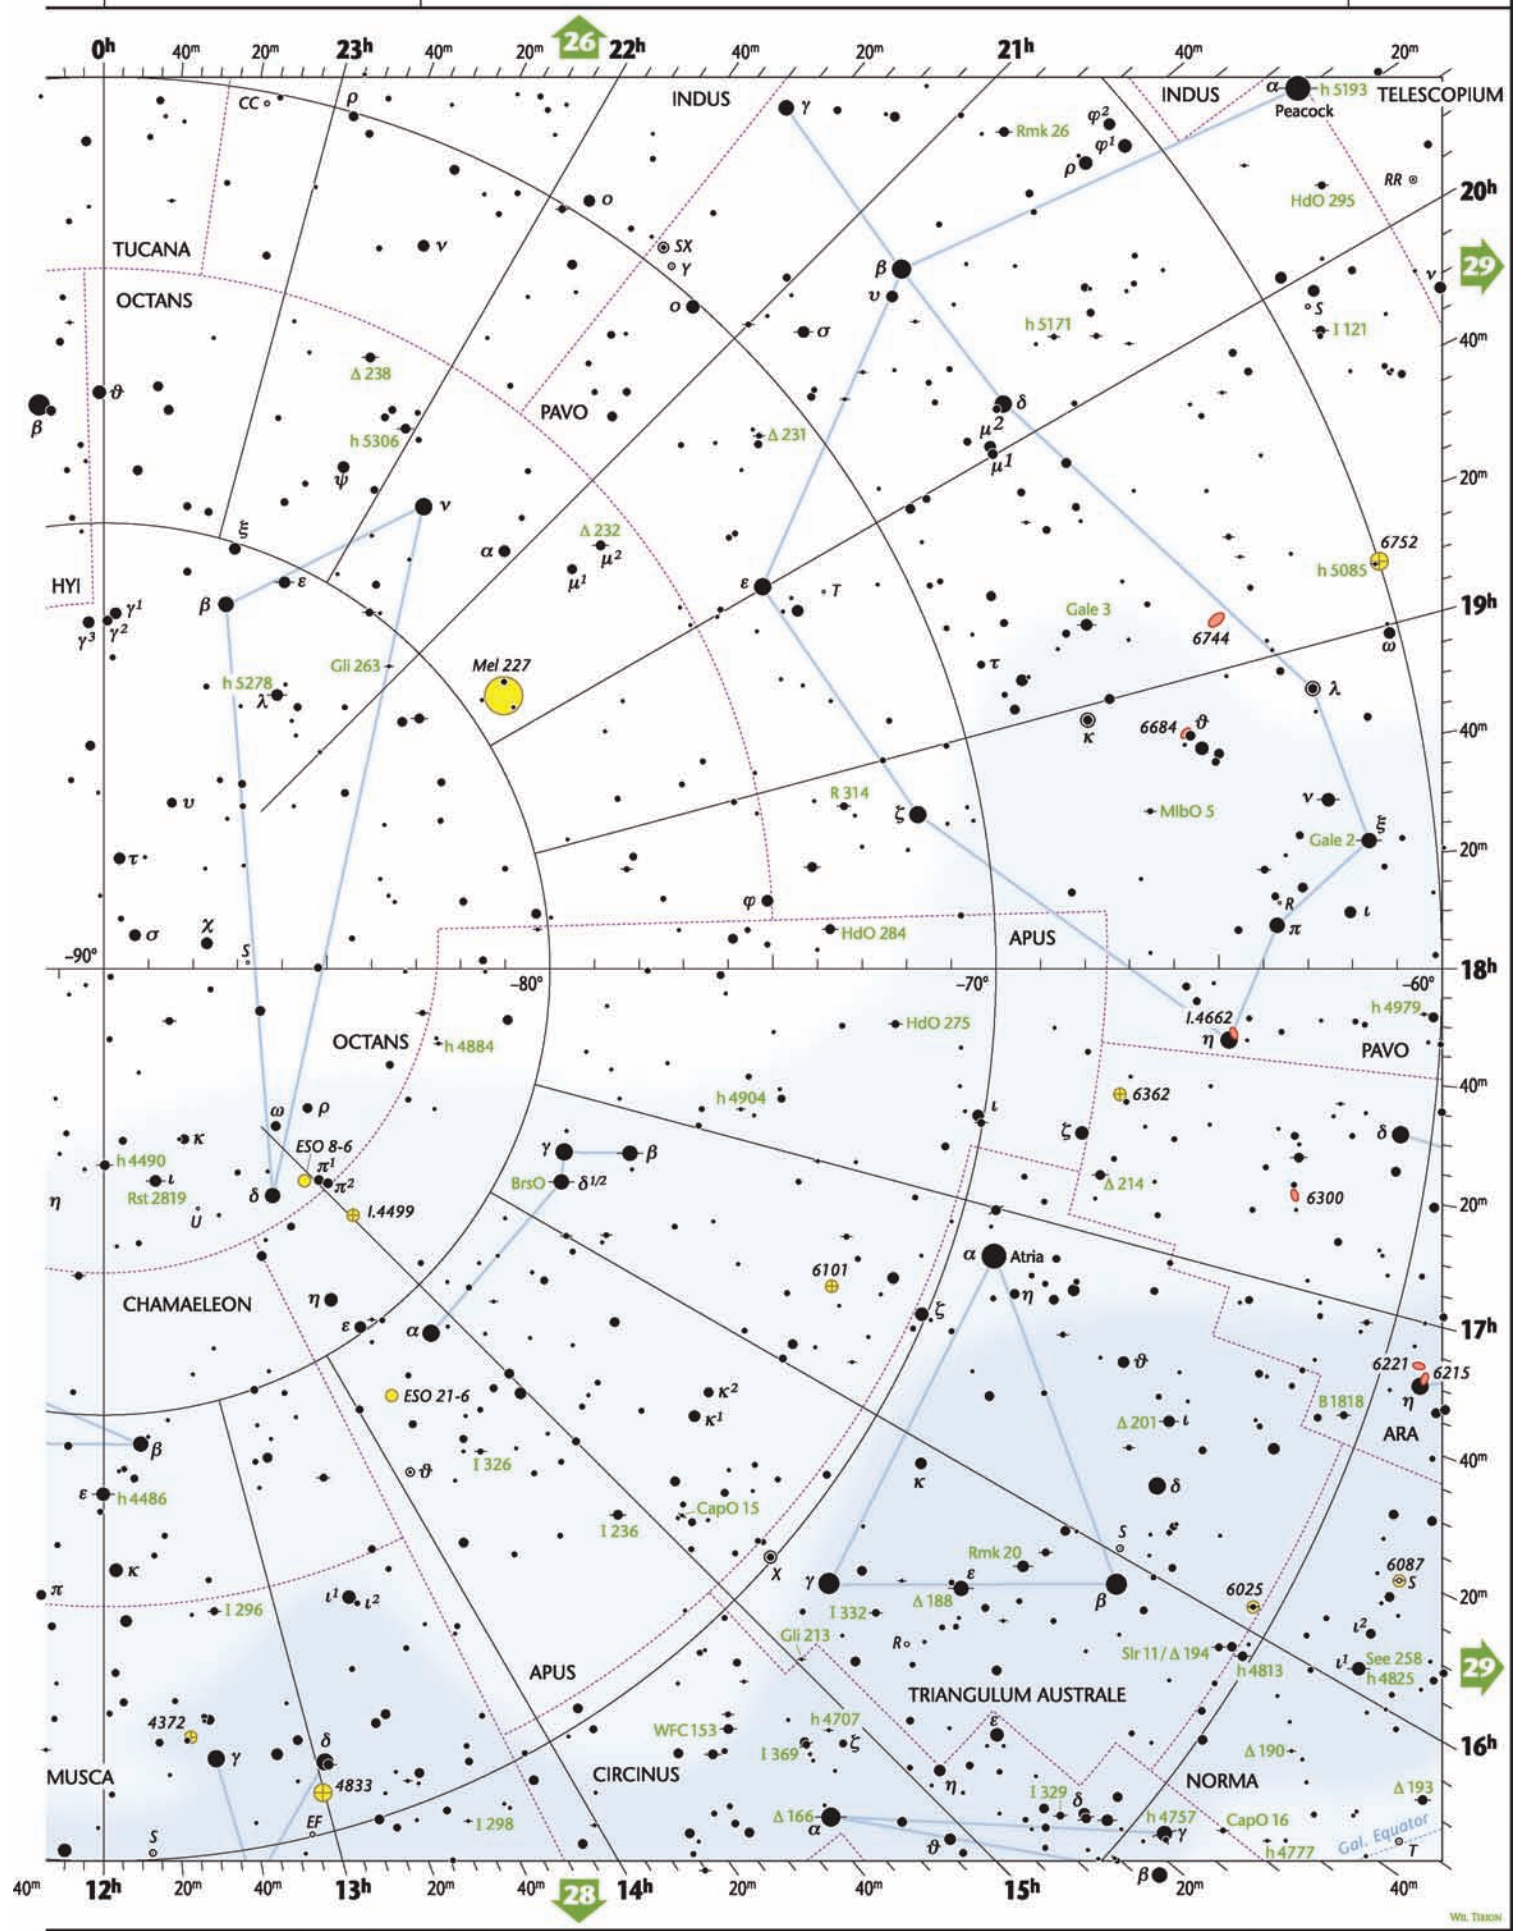 0h 40m 20m 23h 40m 20m 26 22h 40m 20m 21h 40m 20m
CC ρ INDUS γ Rmk 26 φ² φ¹ ρ INDUS α h 5193 TELESCOPIUM
Peacock
ο RR 20h
HdO 295
TUCANA ν SX
Y β 29
OCTANS ο υ ν
S
σ h 5171 I 121
40m
Δ 238
ϑ PAVO δ
β h 5306 Δ 231 μ²
μ¹
ψ 20m
ν
ξ Δ 232 6752
α μ² h 5085
HYI ε μ¹ ε T
β 19h
γ¹ Gale 3
γ³ γ² 6744 ω
Gli 263 Mel 227 τ
h 5278 λ
λ κ 6684 ϑ 40m
υ R 314 ζ MlbO 5 ν
ξ
Gale 2
τ 20m
φ R
χ ι
σ HdO 284 APUS π
S
–90° 18h
–80° –70° –60°
HdO 275 I.4662 h 4979
OCTANS h 4884 η PAVO
h 4904 6362 40m
ω ρ ι
κ ζ δ
h 4490 ESO 8-6 γ β
π¹
ι π² BrsO δ1/2 Δ 214
η Rst 2819 δ 6300 20m
U I.4499
α Atria
6101
CHAMAELEON η η
ε α ζ 17h
ϑ 6221
ESO 21-6 κ² 6215
κ¹ Δ 201 ι B 1818 η
β ARA
I 326 40m
ϑ κ
ε h 4486 δ
CapO 15
I 236 S
Rmk 20
κ X γ ε 6087
S
π ι¹ ι² Δ 188 β 6025 20m
I 296 I 332
Gli 213 R ι²
Slr 11 / Δ 194 See 258
h 4813 ι¹ h 4825 29
APUS
TRIANGULUM AUSTRALE
4372 WFC 153 h 4707 ε
δ I 369 ζ 16h
γ Δ 190
MUSCA 4833 CIRCINUS η NORMA
I 329 δ Δ 193
EF Δ 166 h 4757 CapO 16
S I 298 α γ Gal. Equator
ϑ h 4777 T
β
40m 12h 20m 40m 13h 20m 40m 28 14h 20m 40m 15h 20m 40m
WIL TIRION